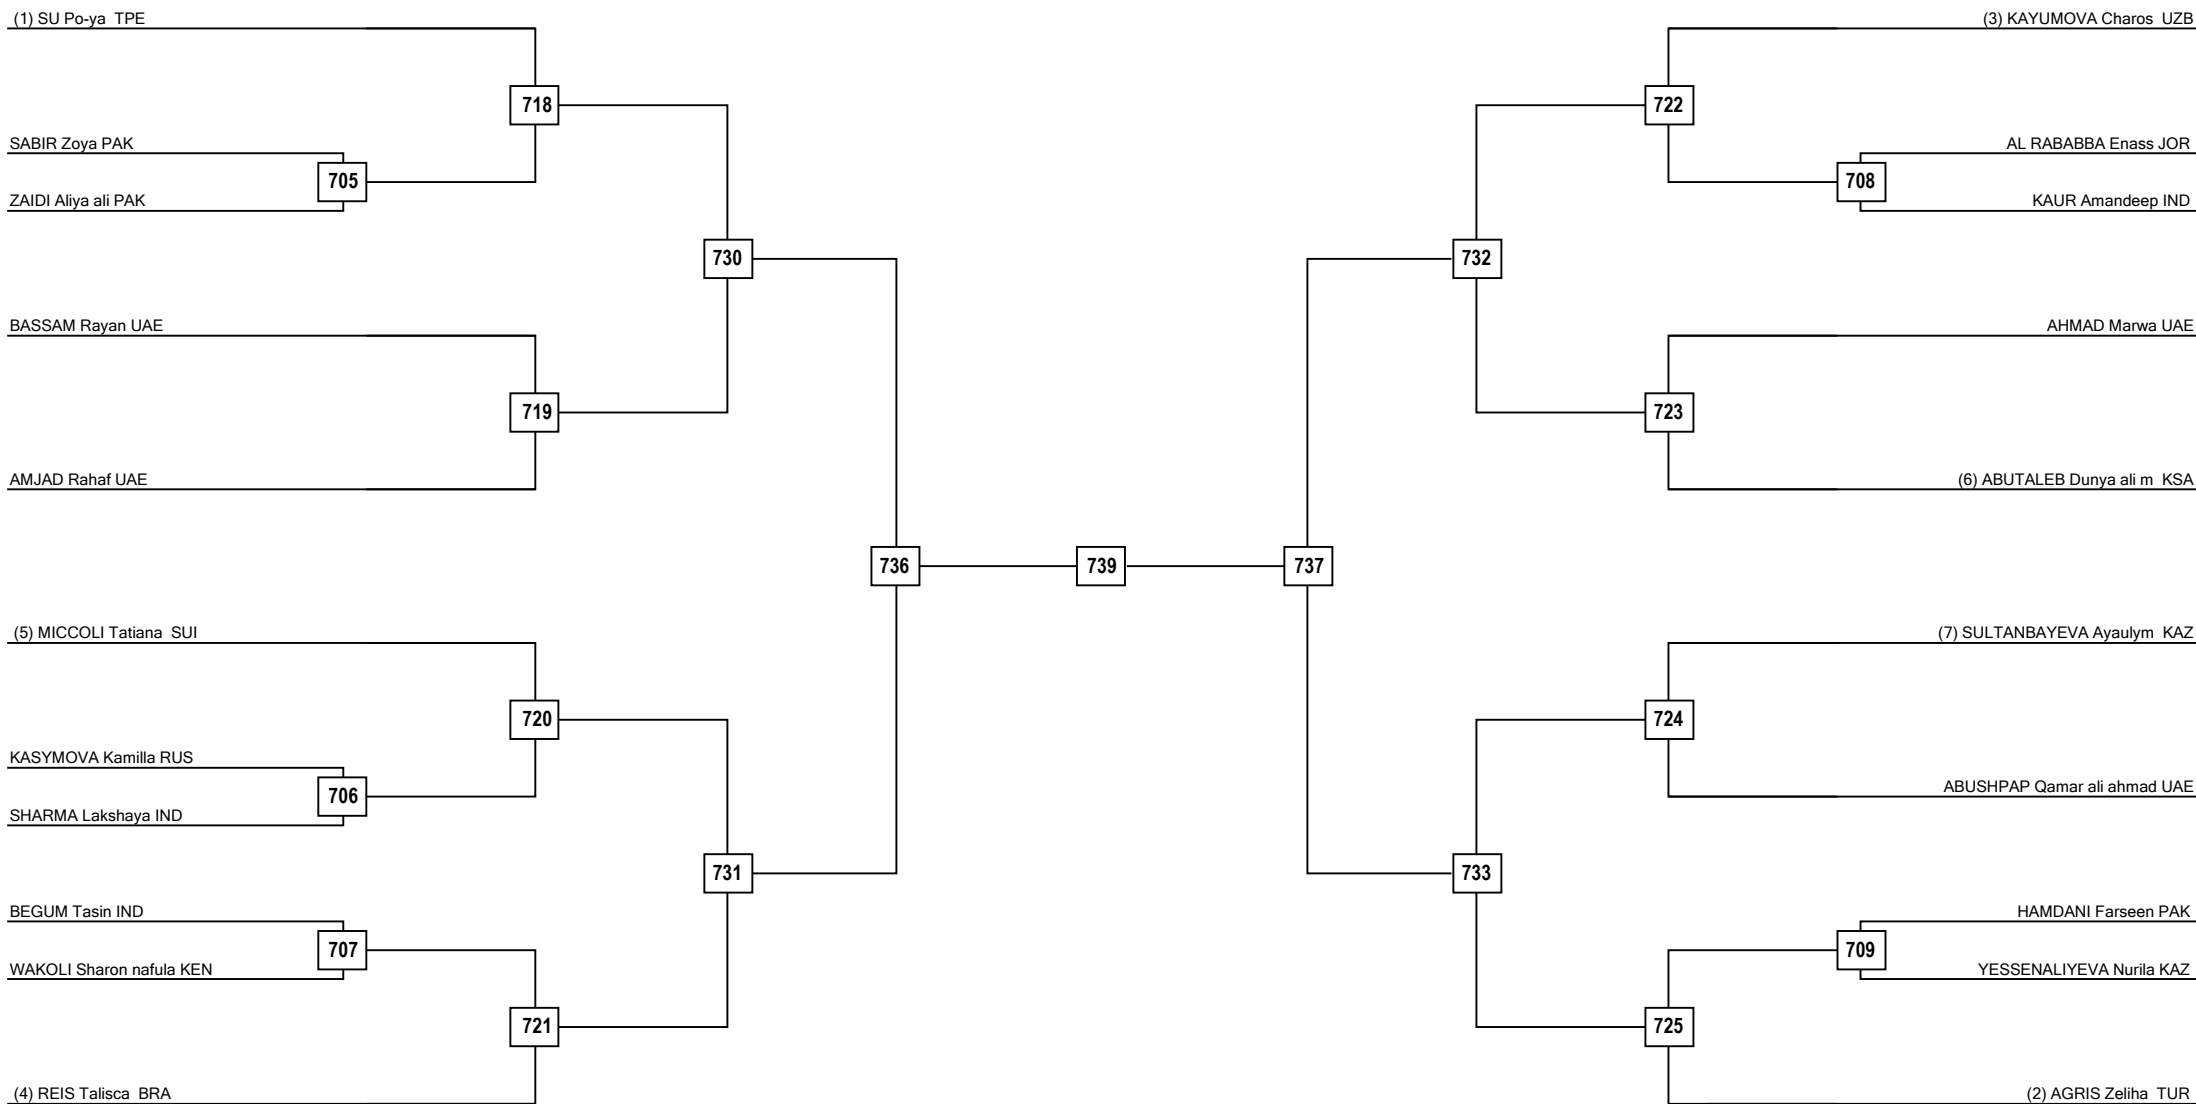 (1) SU Po-ya TPE
(3) KAYUMOVA Charos UZB
718
722
SABIR Zoya PAK
AL RABABBA Enass JOR
705
708
ZAIDI Aliya ali PAK
KAUR Amandeep IND
730
732
BASSAM Rayan UAE
AHMAD Marwa UAE
719
723
AMJAD Rahaf UAE
(6) ABUTALEB Dunya ali m KSA
736
739
737
(5) MICCOLI Tatiana SUI
(7) SULTANBAYEVA Ayaulym KAZ
720
724
KASYMOVA Kamilla RUS
706
ABUSHPAP Qamar ali ahmad UAE
SHARMA Lakshaya IND
731
733
BEGUM Tasin IND
HAMDANI Farseen PAK
707
709
WAKOLI Sharon nafula KEN
YESSENALIYEVA Nurila KAZ
721
725
(4) REIS Talisca BRA
(2) AGRIS Zeliha TUR